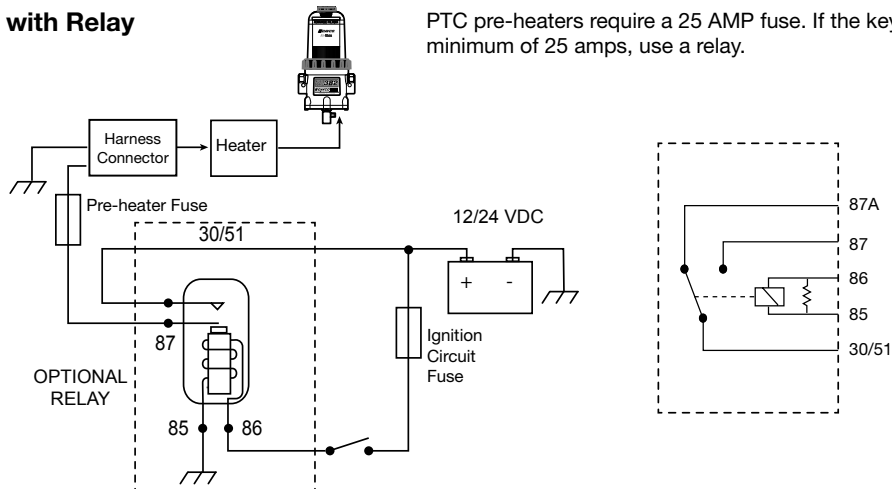 with Relay
PTC pre-heaters require a 25 AMP fuse. If the key
minimum of 25 amps, use a relay.
Harness
Connector
Heater
Pre-heater Fuse
30/51
12/24 VDC
+ -
87
Ignition
Circuit
Fuse
OPTIONAL
RELAY
85 86
87A
87
86
85
30/51